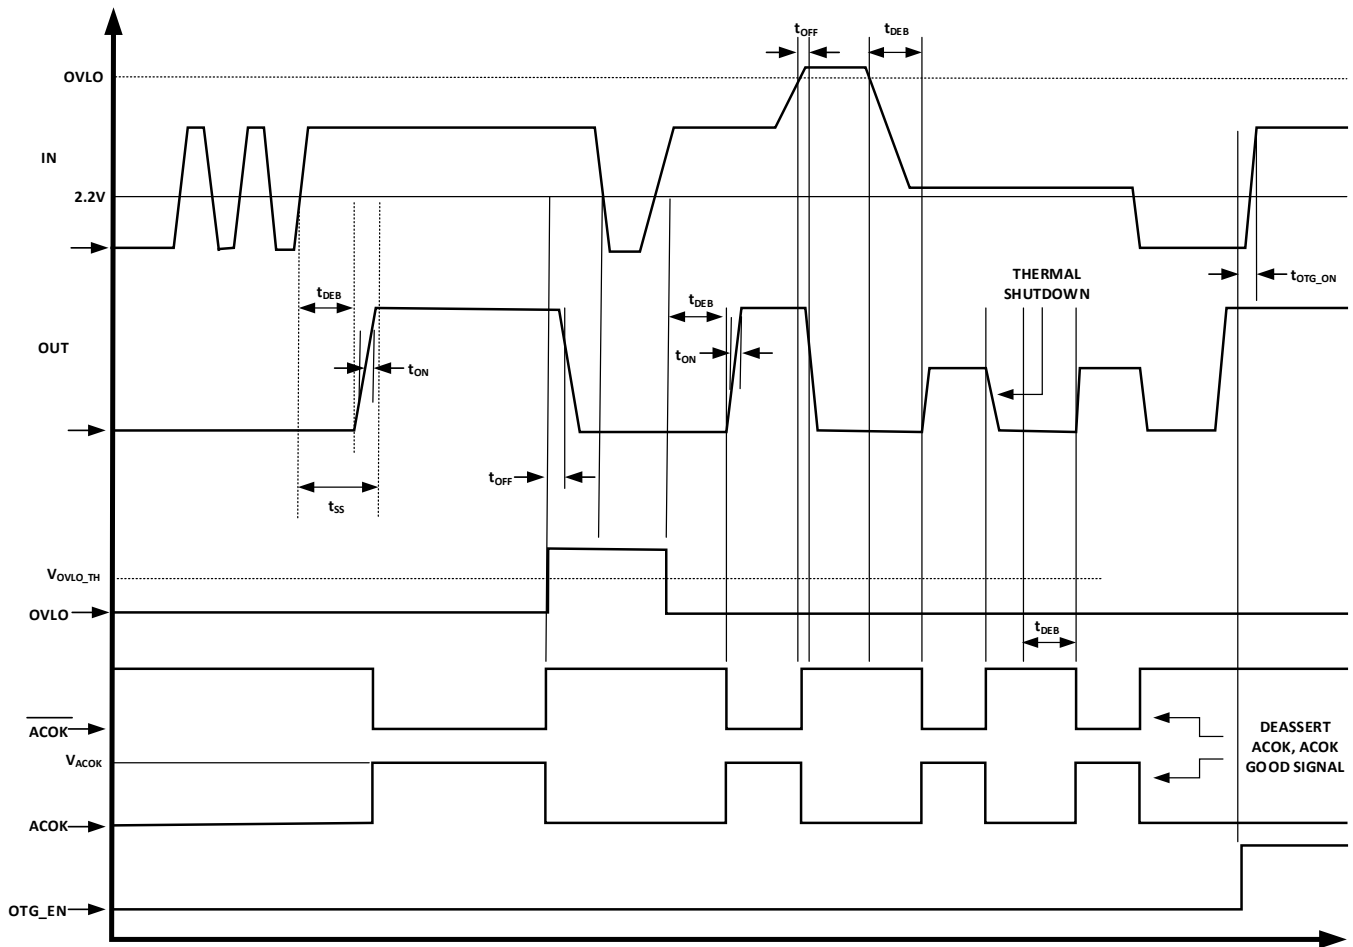 tOFF
tDEB
OVLO
IN
2.2V
THERMAL
SHUTDOWN
tOTG_ON
tDEB
tDEB
OUT
tON
tON
tOFF
tSS
VOVLO_TH
OVLO
tDEB
ACOK
DEASSERT
ACOK, ACOK
GOOD SIGNAL
VACOK
ACOK
OTG_EN